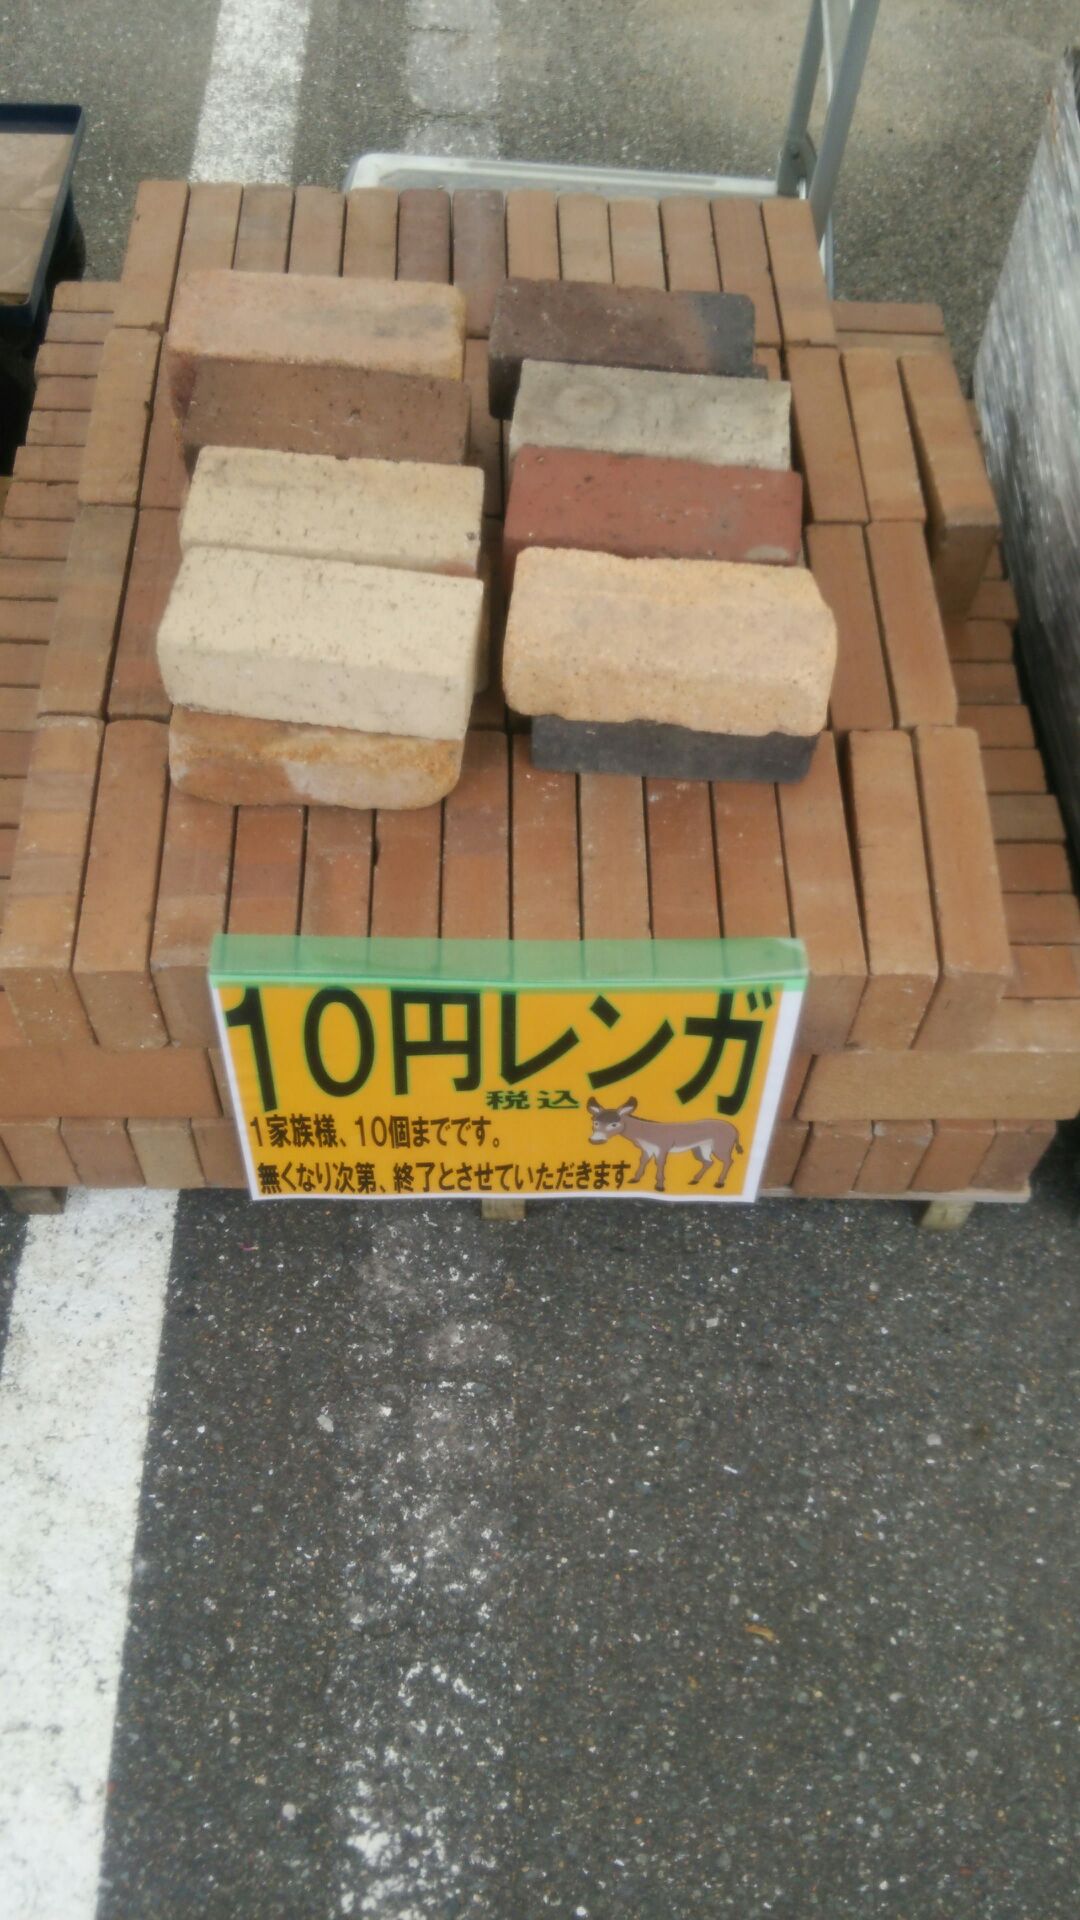 10円レンガ
税込
1家族様、10個までです。
無くなり次第、終了とさせていただきます